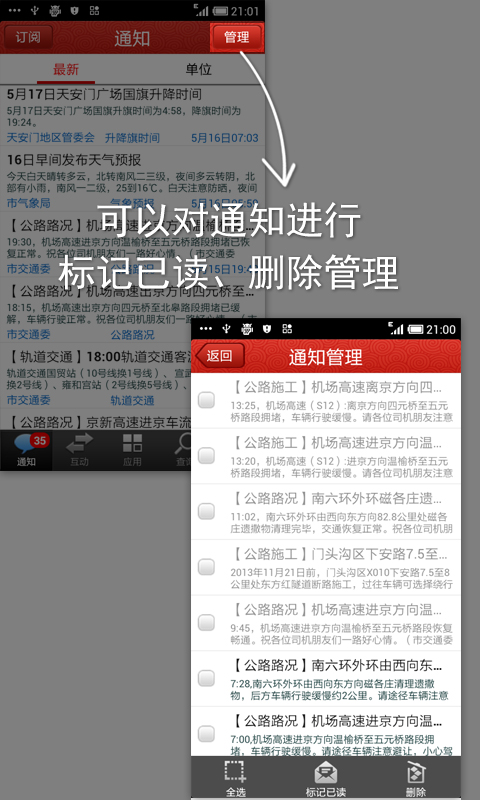 21:01
订阅
通知
管理
最新
单位
5月17日天安门广场国旗升降时间
5月17日天安门广场国旗升旗时间为4:58，降旗时间为
19:24。
天安门地区管委会 升降旗时间 5月16日07:03
16日早间发布天气预报
今天白天晴转多云，北转南风二三级，夜间多云转阴，北
部有小雨，南风一二级，25到16℃。白天注意防晒，夜间
市气象局 气象预报
可以对通知进行
标记已读、删除管理
【公路路况】机场高速
19:30，机场高速进京方向温榆桥至五元桥路段拥堵已恢
复正常。祝各位司机朋友们一路好心情。（市交通委
市交通委
【公路路况】机场高速出京方向四元桥至…
18:15，机场高速出京方向四元桥至北皋路段拥堵已缓
解，车辆行驶正常。祝各位司机朋友们一路好心情。
市交通委 公路路况
【轨道交通】18:00轨道交通客
轨道交通国贸站（10号线换1号线）、宣武
换2号线）、雍和宫站（2号线换5号线）、
市交通委 轨道交通
【公路路况】京新高速进京车流
通知
35
互动
应用
查
21:00
返回
通知管理
【公路施工】机场高速离京方向四...
13:25，机场高速（S12）:离京方向四元桥至五元
桥路段拥堵，车辆行驶缓慢。请各位司机朋友注意
【公路施工】机场高速进京方向温...
13:20，机场高速（S12）:进京方向温榆桥至五元
桥路段拥堵，车辆行驶缓慢。请各位司机朋友注意
【公路路况】南六环外环磁各庄遗...
11:02，南六环外环由西向东方向82.8公里处磁各
庄遗撒物清理完毕，交通恢复正常。祝各位司机朋
【公路施工】门头沟区下安路7.5至...
2013年11月21日前，门头沟区X010下安路7.5至8
公里处东方红隧道断路施工，过往车辆可选择绕行
【公路路况】机场高速进京方向温...
9:45，机场高速进京方向温榆桥至五元桥路段恢复
畅通。祝各位司机朋友们一路好心情。（市交通委
【公路路况】南六环外环由西向东...
7:28,南六环外环由西向东方向磁各庄清理遗撒
物，后方车辆行驶缓慢约2公里。请途径车辆注意
【公路路况】机场高速进京方向温...
7:00,机场高速进京方向温榆桥至五元桥路段拥
堵，车辆行驶缓慢。请途径车辆注意避让，小心驾
全选
标记已读
删除